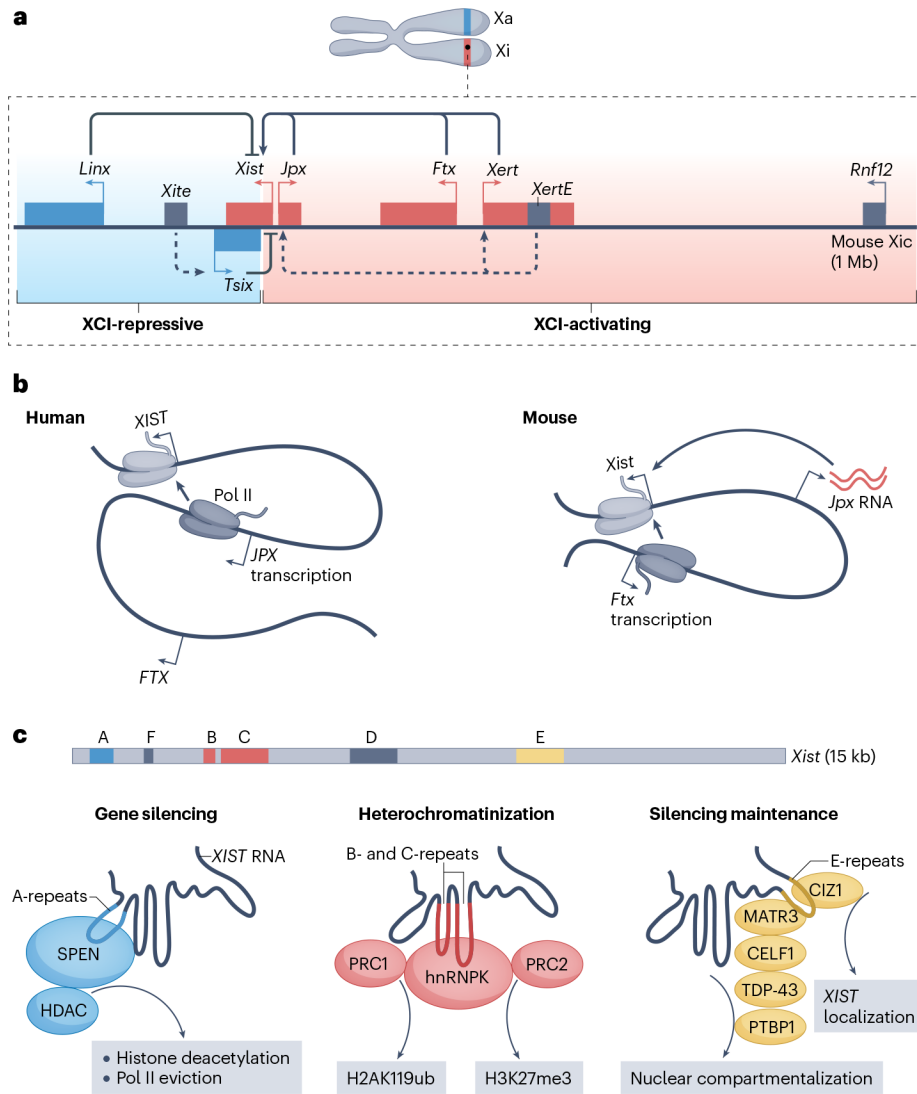 a
Xa
Xi
Linx
Xite
Xist
Jpx
Ftx
Xert
XertE
Rnf12
Tsix
Mouse Xic
(1 Mb)
XCI-repressive
XCI-activating
b
Human
XIST
Pol II
JPX
transcription
FTX
Mouse
Xist
Jpx RNA
Ftx
transcription
c
A
F
B
C
D
E
Xist (15 kb)
Gene silencing
XIST RNA
A-repeats
SPEN
HDAC
• Histone deacetylation
• Pol II eviction
Heterochromatinization
B- and C-repeats
PRC1
hnRNPK
PRC2
H2AK119ub
H3K27me3
Silencing maintenance
E-repeats
CIZ1
MATR3
CELF1
TDP-43
PTBP1
XIST
localization
Nuclear compartmentalization